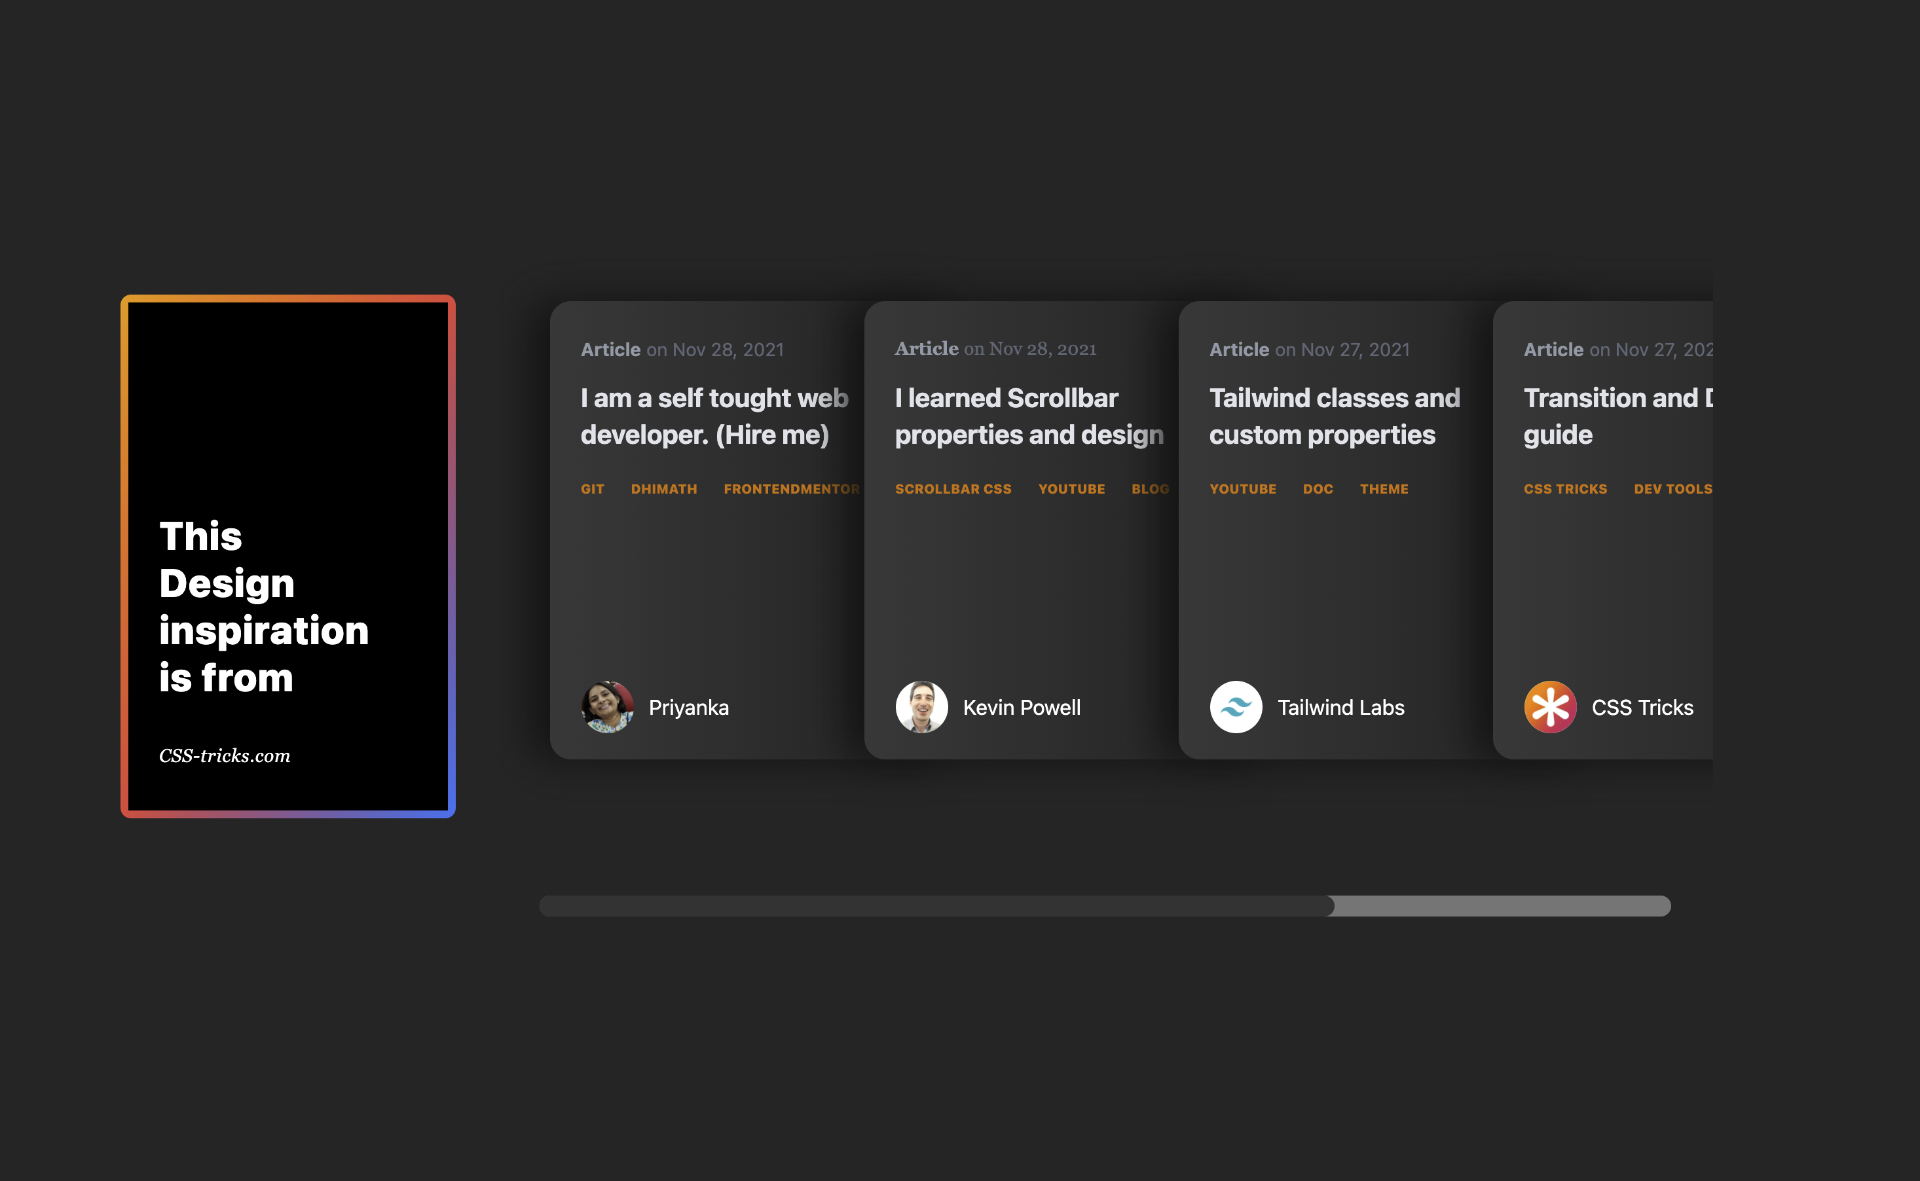 This
Design
inspiration
is from
CSS-tricks.com
Article on Nov 28, 2021
I am a self tought web
developer. (Hire me)
GIT DHIMATH FRONTENDMENTOR
Priyanka
Article on Nov 28, 2021
I learned Scrollbar
properties and design
SCROLLBAR CSS YOUTUBE BLOG
Kevin Powell
Article on Nov 27, 2021
Tailwind classes and
custom properties
YOUTUBE DOC THEME
Tailwind Labs
Article on Nov 27, 202
Transition and
guide
CSS TRICKS DEV TOOLS
CSS Tricks